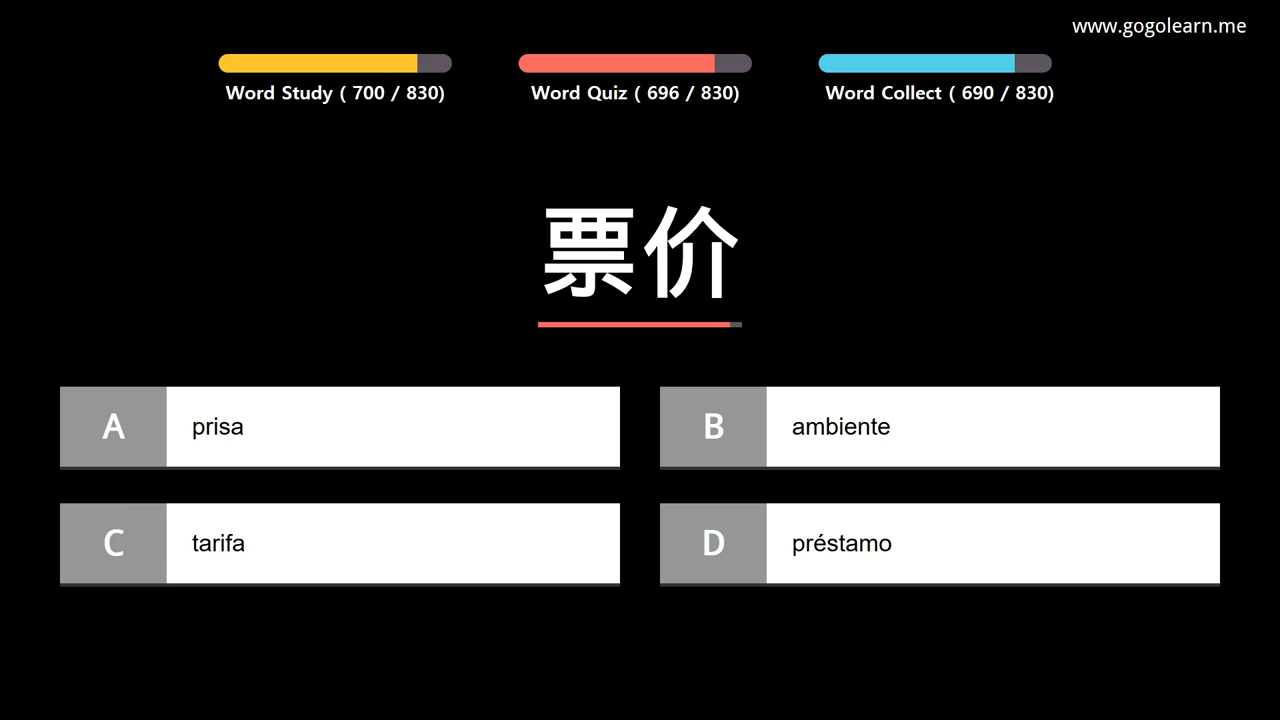 www.gogolearn.me
Word Study ( 700 / 830)
Word Quiz ( 696 / 830)
Word Collect ( 690 / 830)
票价
A prisa
B ambiente
C tarifa
D préstamo